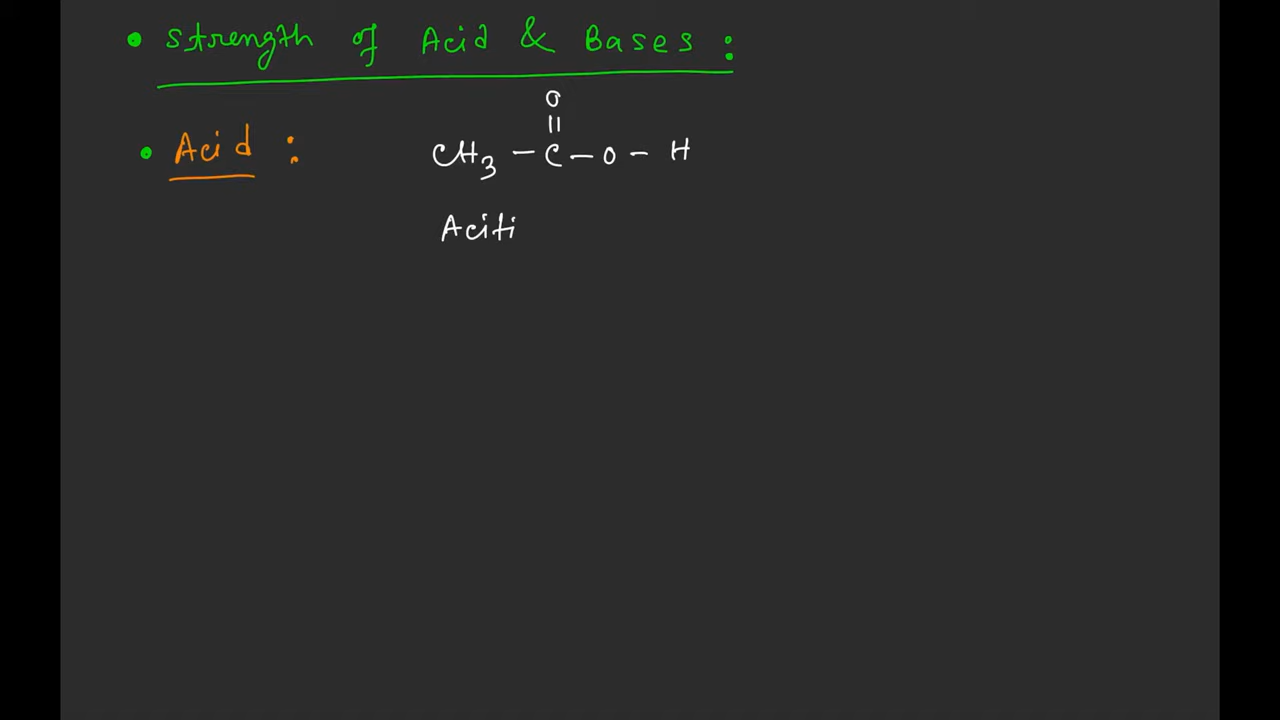 • Strength of Acid & Bases :
O
||
• Acid : CH3 - C - O - H
Aciti